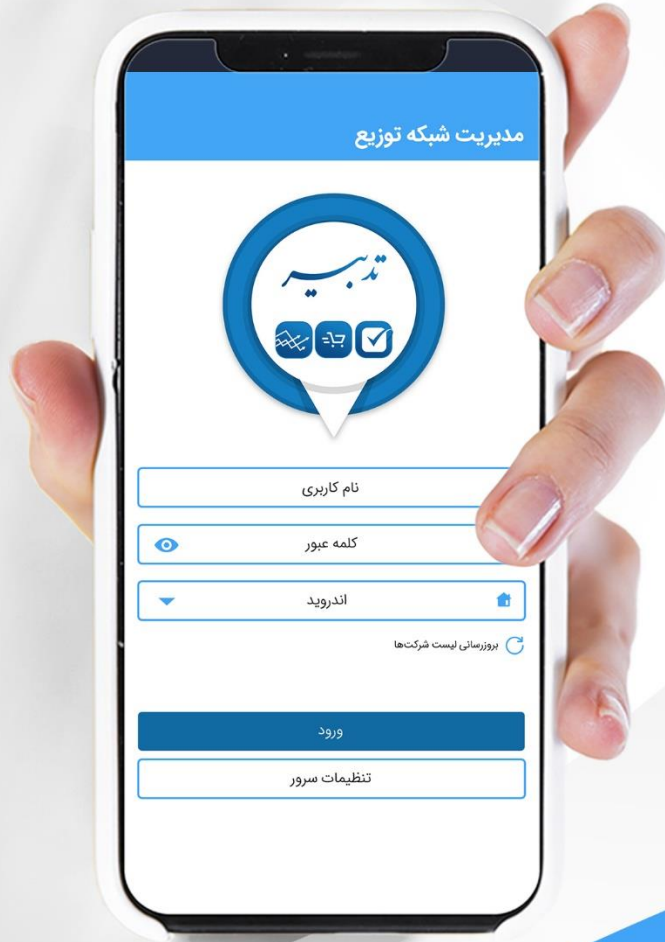 مدیریت شبکه توزیع
تدبیر
نام کاربری
کلمه عبور
اندروید
بروزرسانی لیست شرکت‌ها
ورود
تنظیمات سرور